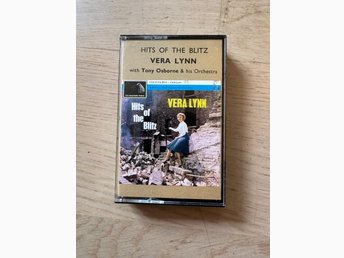 HITS OF THE BLITZ
VERA LYNN
with Tony Osborne & his Orchestra
Hits
of the
Blitz
VERA LYNN